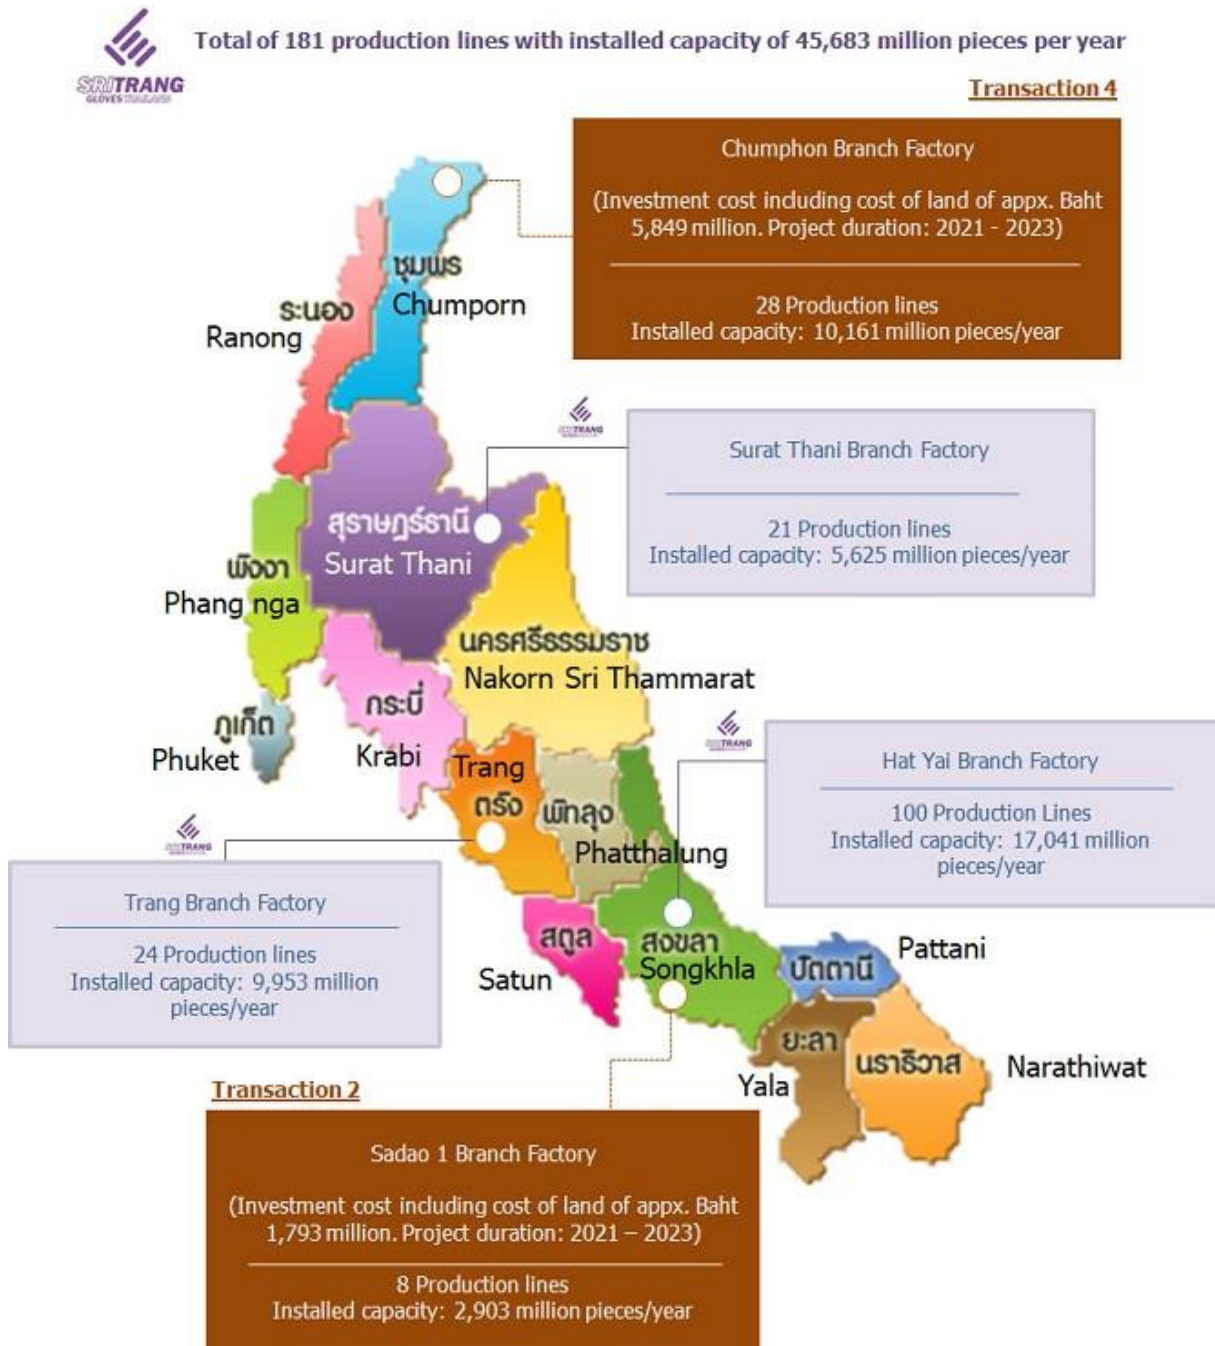 Total of 181 production lines with installed capacity of 45,683 million pieces per year
SRITRANG
GLOVES THAILAND
Transaction 4
Chumphon Branch Factory
(Investment cost including cost of land of appx. Baht
5,849 million. Project duration: 2021 - 2023)
28 Production lines
Installed capacity: 10,161 million pieces/year
ชุมพร
Chumporn
ระนอง
Ranong
SRITRANG
Surat Thani Branch Factory
21 Production lines
Installed capacity: 5,625 million pieces/year
สุราษฎร์ธานี
Surat Thani
พังงา
Phang nga
นครศรีธรรมราช
Nakorn Sri Thammarat
กระบี่
Krabi
ภูเก็ต
Phuket
SRITRANG
Hat Yai Branch Factory
100 Production Lines
Installed capacity: 17,041 million
pieces/year
Trang
ตรัง
พัทลุง
Phatthalung
SRITRANG
Trang Branch Factory
24 Production lines
Installed capacity: 9,953 million
pieces/year
สตูล
Satun
สงขลา
Songkhla
ปัตตานี
Pattani
ยะลา
Yala
นราธิวาส
Narathiwat
Transaction 2
Sadao 1 Branch Factory
(Investment cost including cost of land of appx. Baht
1,793 million. Project duration: 2021 – 2023)
8 Production lines
Installed capacity: 2,903 million pieces/year